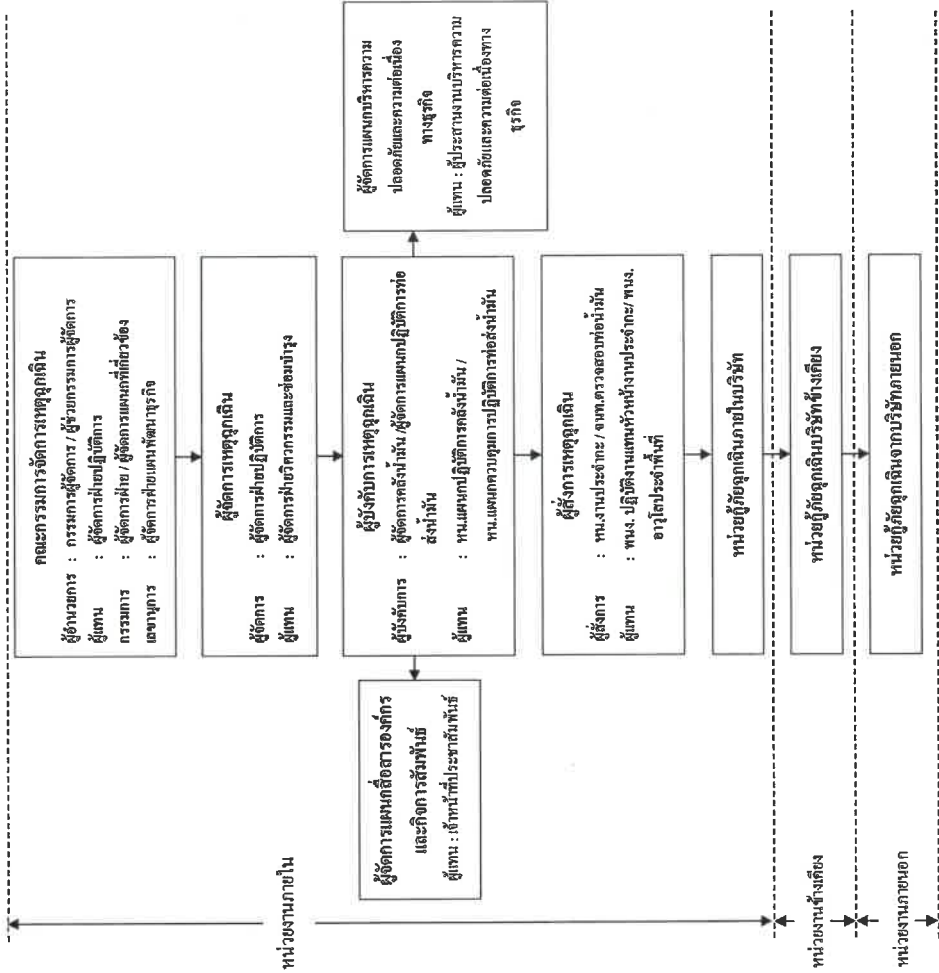 คณะกรรมการจัดการเหตุฉุกเฉิน
ผู้อำนวยการ : กรรมการผู้จัดการ / ผู้ช่วยกรรมการผู้จัดการ
ผู้แทน : ผู้จัดการฝ่ายปฏิบัติการ
กรรมการ : ผู้จัดการฝ่าย / ผู้จัดการแผนกที่เกี่ยวข้อง
เลขานุการ : ผู้จัดการฝ่ายแผนพัฒนาธุรกิจ
ผู้จัดการเหตุฉุกเฉิน
ผู้จัดการ : ผู้จัดการฝ่ายปฏิบัติการ
ผู้แทน : ผู้จัดการฝ่ายวิศวกรรมและซ่อมบำรุง
ผู้บังคับการเหตุฉุกเฉิน
ผู้บังคับการ : ผู้จัดการคลังน้ำมัน /ผู้จัดการแผนกปฏิบัติการท่อ
ส่งน้ำมัน
ผู้แทน : หน.แผนกปฏิบัติการคลังน้ำมัน /
หน.แผนกควบคุมการปฏิบัติการท่อส่งน้ำมัน
ผู้จัดการแผนกสื่อสารองค์กร
และกิจการสัมพันธ์
ผู้แทน : เจ้าหน้าที่ประชาสัมพันธ์
ผู้จัดการแผนกบริหารความ
ปลอดภัยและความต่อเนื่อง
ทางธุรกิจ
ผู้แทน : ผู้ประสานงานบริหารความ
ปลอดภัยและความต่อเนื่องทาง
ธุรกิจ
ผู้สั่งการเหตุฉุกเฉิน
ผู้สั่งการ : หน.งานประจำกะ/ จนท.ตรวจสอบท่อน้ำมัน
ผู้แทน : พนง. ปฏิบัติงานแทนหัวหน้างานประจำกะ/ พนง.
อาวุโสประจำพื้นที่
หน่วยกู้ภัยฉุกเฉินภายในบริษัท
หน่วยกู้ภัยฉุกเฉินบริษัทข้างเคียง
หน่วยกู้ภัยฉุกเฉินจากบริษัทภายนอก
หน่วยงานภายใน
หน่วยงานข้างเคียง
หน่วยงานภายนอก